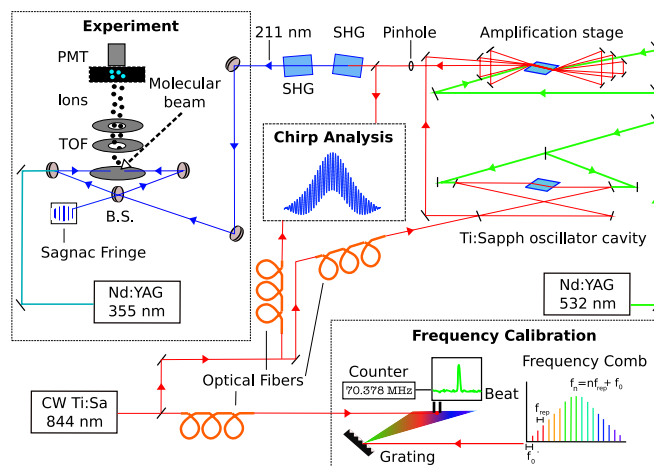 Experiment
PMT
Ions
TOF
Molecular
beam
B.S.
Sagnac Fringe
Nd:YAG
355 nm
211 nm
SHG
SHG
Pinhole
Amplification stage
Chirp Analysis
Ti:Sapph oscillator cavity
Nd:YAG
532 nm
Optical Fibers
CW Ti:Sa
844 nm
Frequency Calibration
Counter
70.378 MHz
Beat
Grating
Frequency Comb
fn=nfrep+ f0
frep
f0